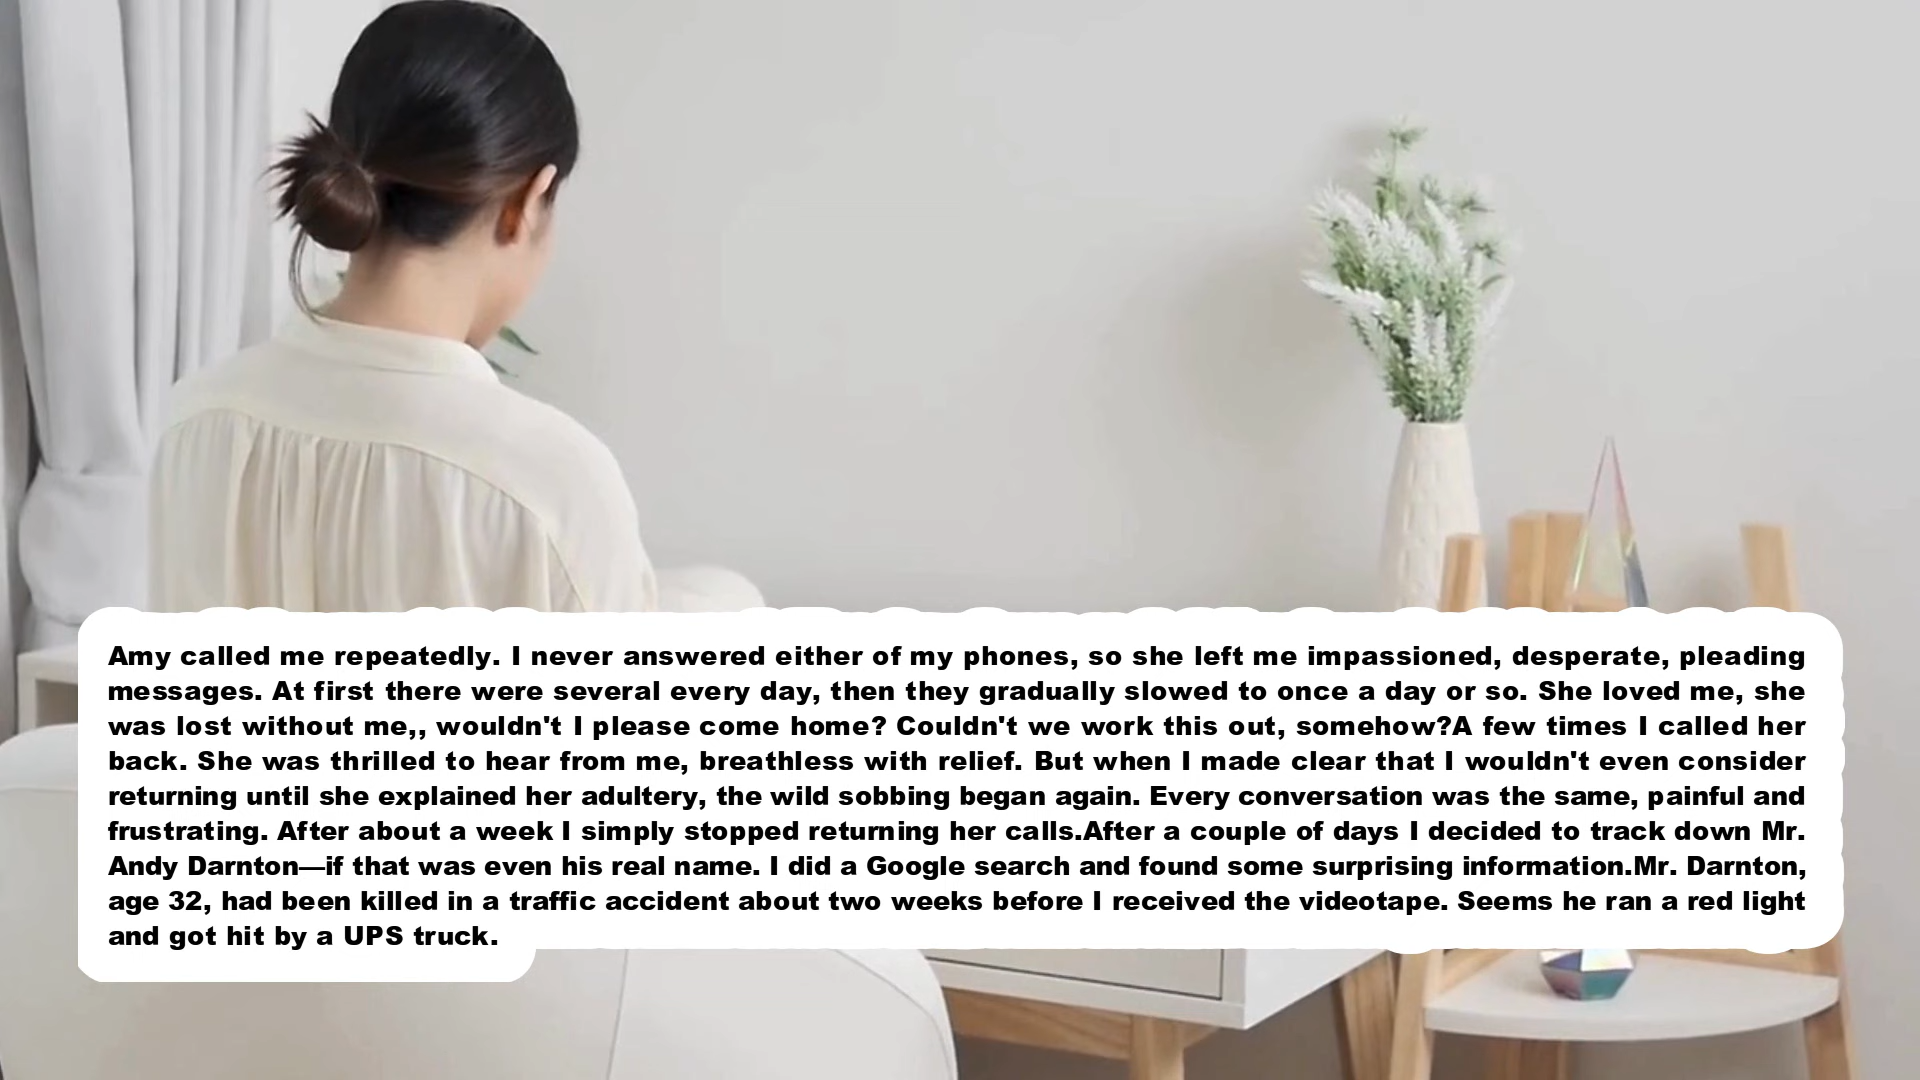 Amy called me repeatedly. I never answered either of my phones, so she left me impassioned, desperate, pleading
messages. At first there were several every day, then they gradually slowed to once a day or so. She loved me, she
was lost without me,, wouldn't I please come home? Couldn't we work this out, somehow?A few times I called her
back. She was thrilled to hear from me, breathless with relief. But when I made clear that I wouldn't even consider
returning until she explained her adultery, the wild sobbing began again. Every conversation was the same, painful and
frustrating. After about a week I simply stopped returning her calls.After a couple of days I decided to track down Mr.
Andy Darnton—if that was even his real name. I did a Google search and found some surprising information.Mr. Darnton,
age 32, had been killed in a traffic accident about two weeks before I received the videotape. Seems he ran a red light
and got hit by a UPS truck.